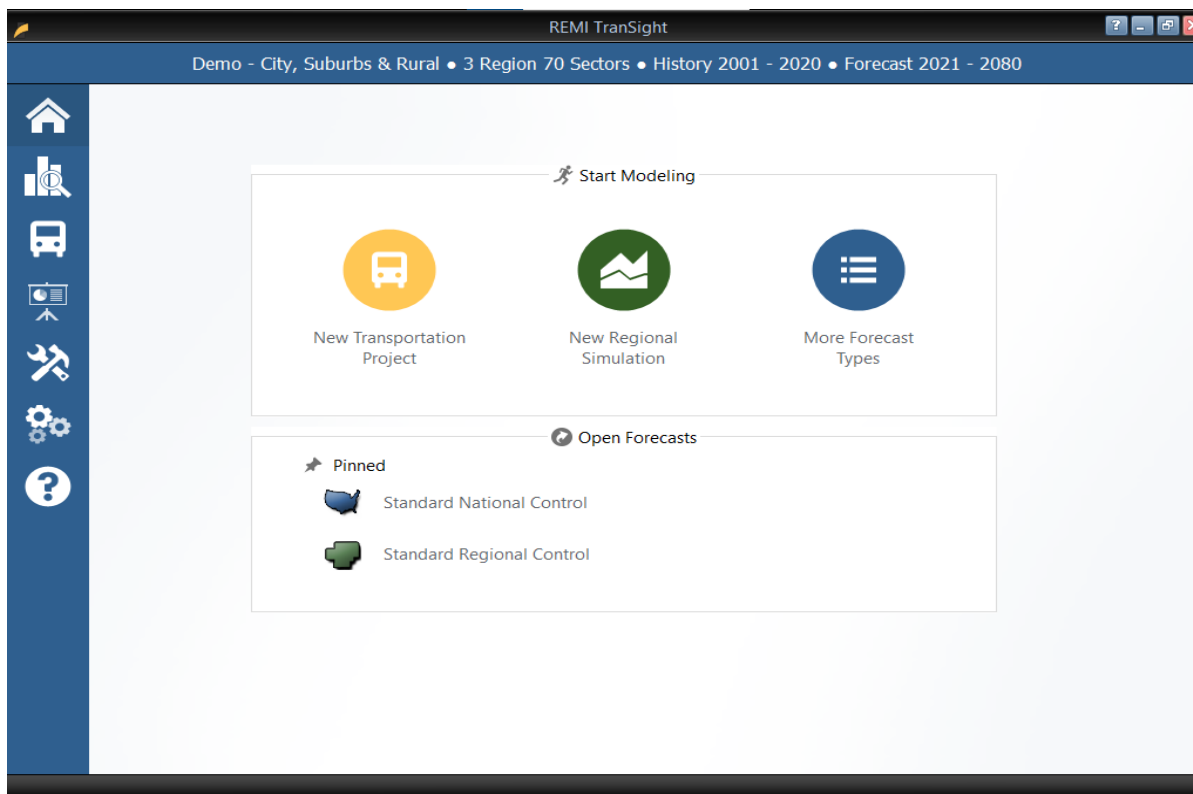 REMI TranSight
Demo - City, Suburbs & Rural ● 3 Region 70 Sectors ● History 2001 - 2020 ● Forecast 2021 - 2080
Start Modeling
New Transportation
Project
New Regional
Simulation
More Forecast
Types
Open Forecasts
Pinned
Standard National Control
Standard Regional Control